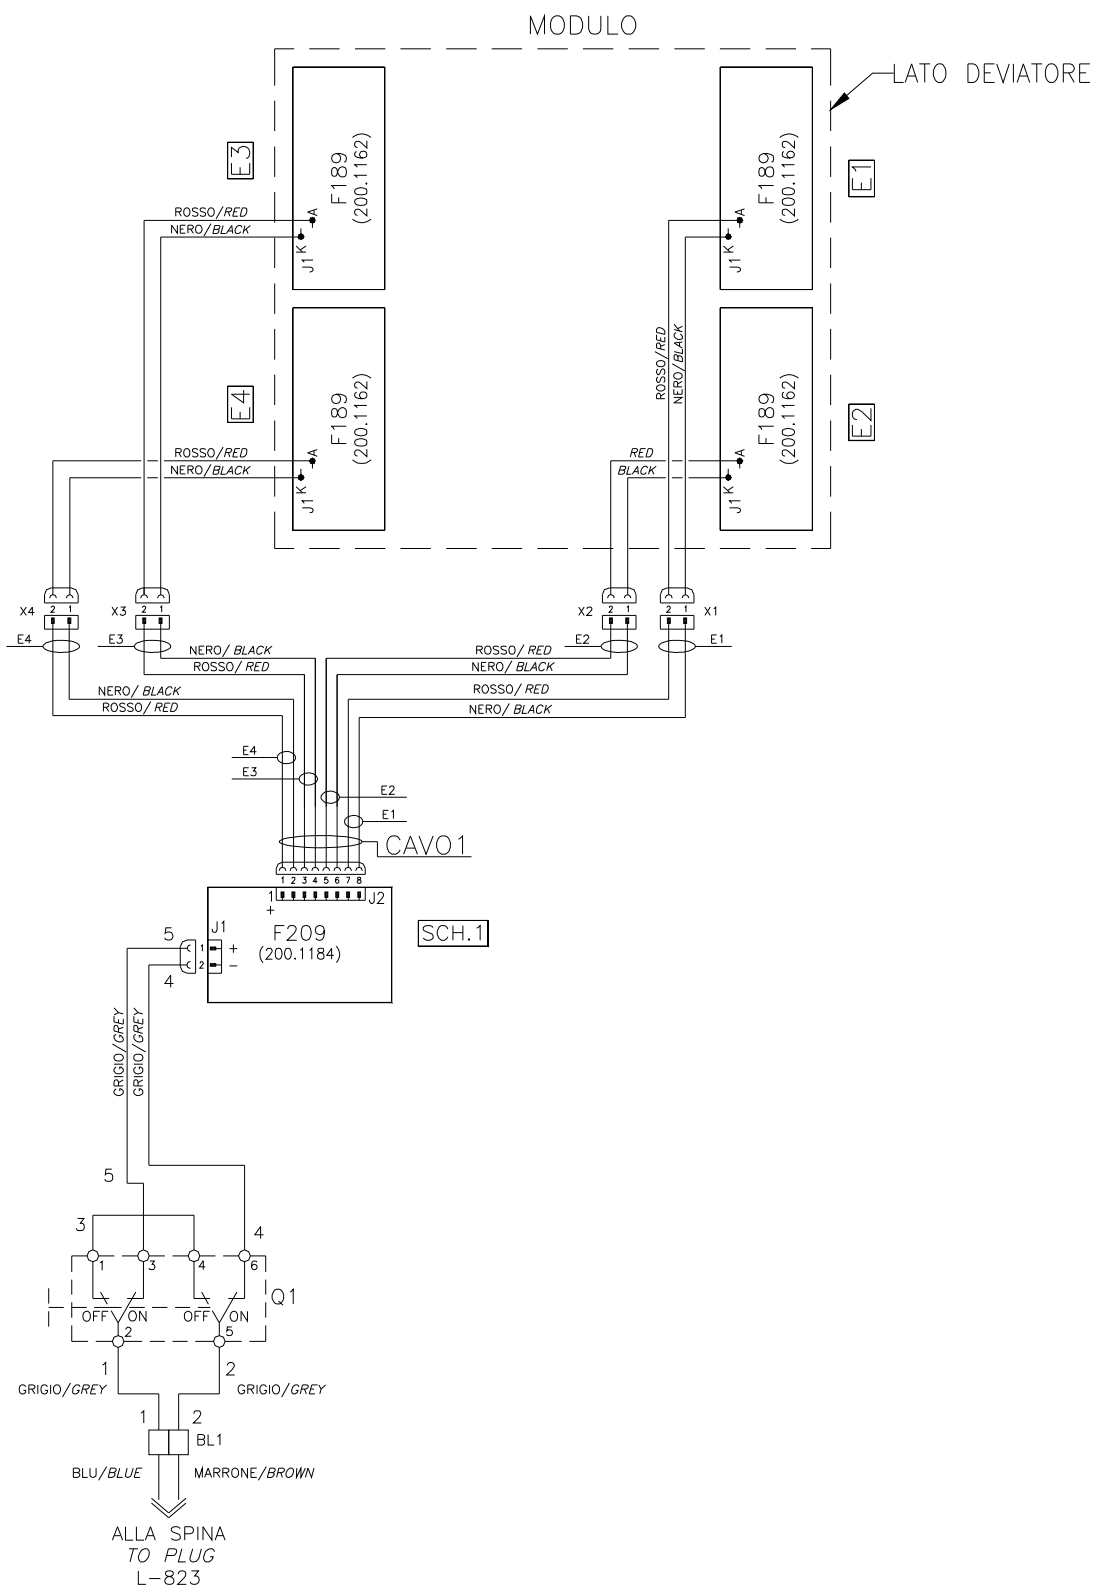 MODULO
LATO DEVIATORE
E3
F189
(200.1162)
A
K
J1
ROSSO/RED
NERO/BLACK
F189
(200.1162)
A
K
J1
E1
E4
F189
(200.1162)
A
K
J1
ROSSO/RED
NERO/BLACK
ROSSO/RED
NERO/BLACK
F189
(200.1162)
A
K
J1
RED
BLACK
E2
X4 2 1
X3 2 1
X2 2 1
X1 2 1
E4
E3
E2
E1
NERO/BLACK
ROSSO/RED
NERO/BLACK
ROSSO/RED
ROSSO/RED
NERO/BLACK
ROSSO/RED
NERO/BLACK
E4
E3
E2
E1
CAVO1
1 2 3 4 5 6 7 8
1
+
J2
J1
F209
(200.1184)
SCH.1
5
1 +
2 -
4
GRIGIO/GREY
GRIGIO/GREY
5
3
4
1 3 4 6
Q1
OFF ON
OFF ON
2 5
1 2
GRIGIO/GREY
GRIGIO/GREY
1 2
BL1
BLU/BLUE
MARRONE/BROWN
ALLA SPINA
TO PLUG
L-823